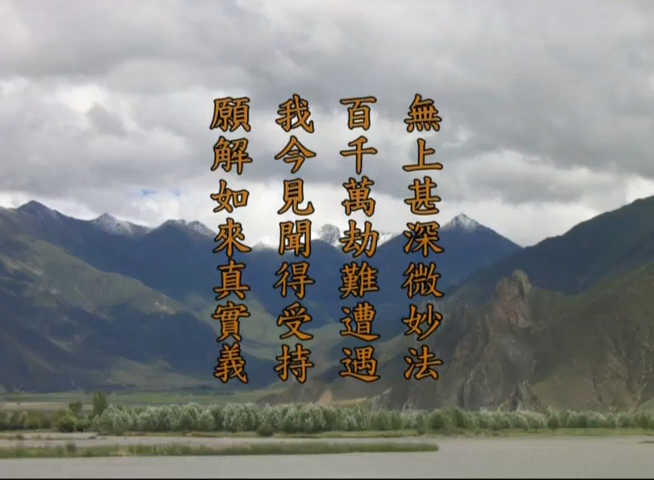 無上甚深微妙法
百千萬劫難遭遇
我今見聞得受持
願解如來真實義